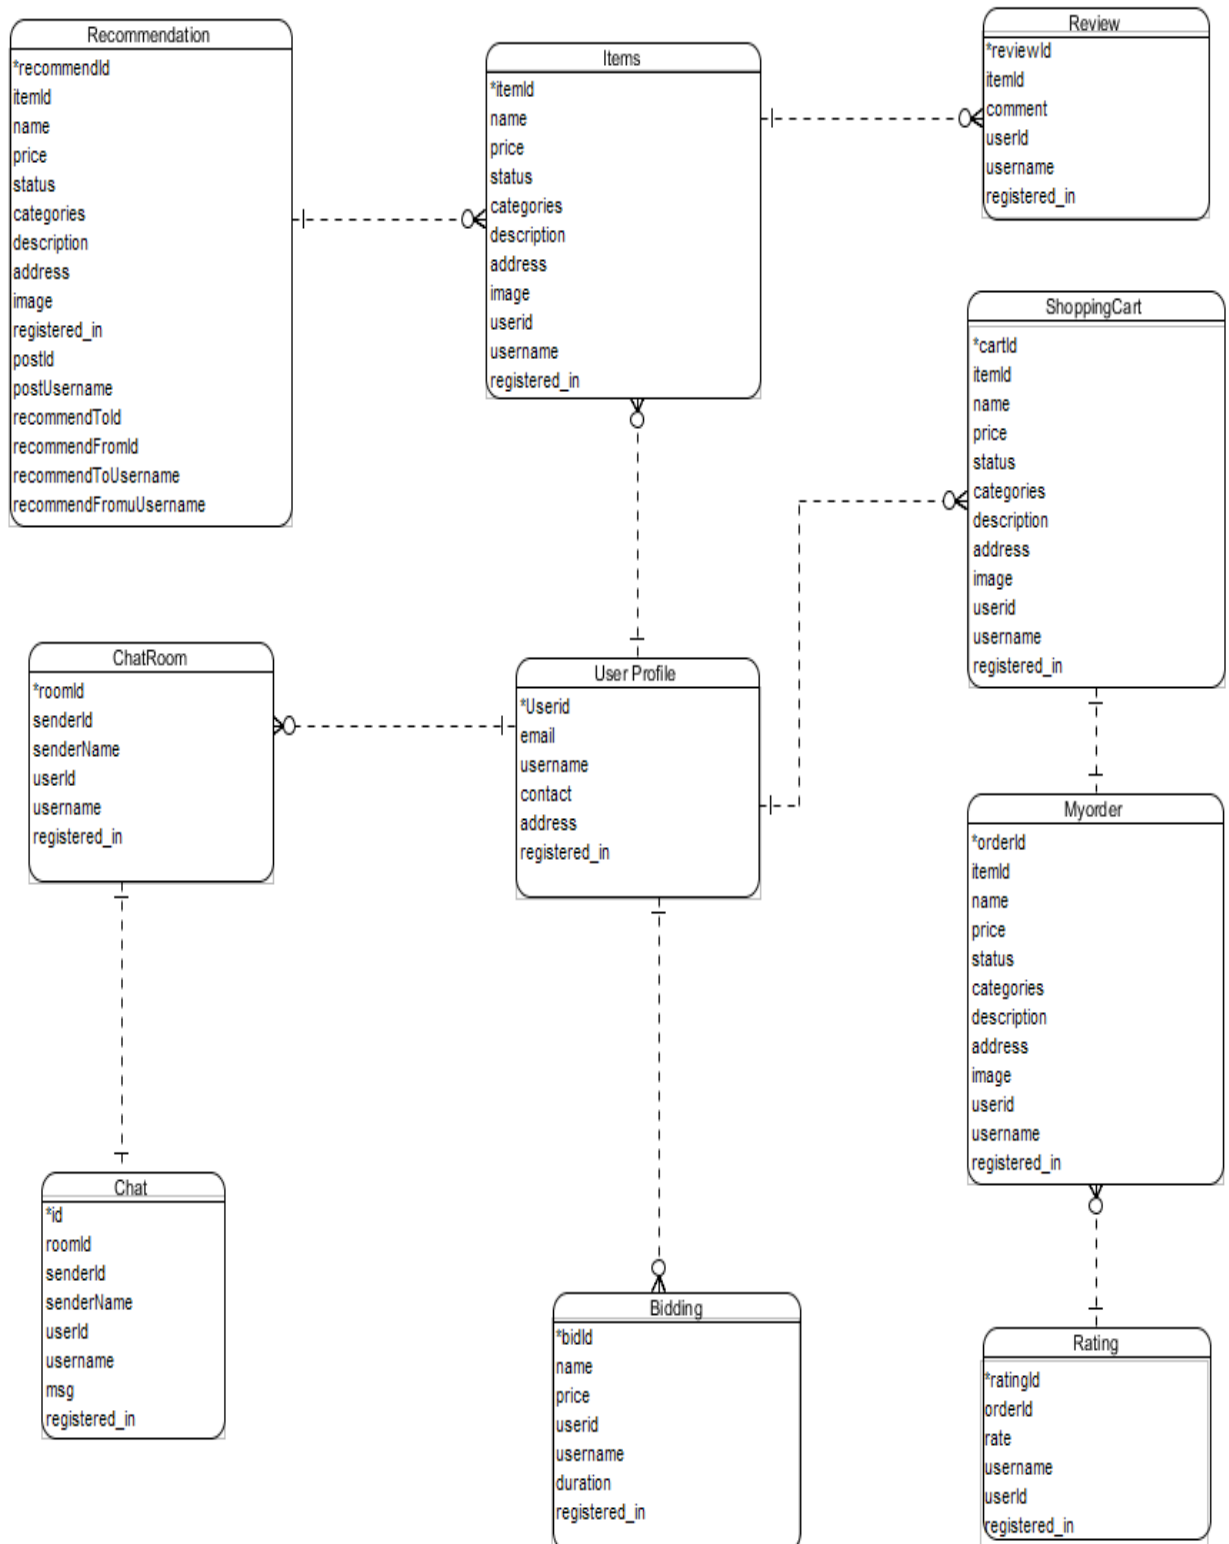 Recommendation
*recommendId
itemId
name
price
status
categories
description
address
image
registered_in
postId
postUsername
recommendToId
recommendFromId
recommendToUsername
recommendFromuUsername
Items
*itemId
name
price
status
categories
description
address
image
userid
username
registered_in
Review
*reviewId
itemId
comment
userId
username
registered_in
ShoppingCart
*cartId
itemId
name
price
status
categories
description
address
image
userid
username
registered_in
ChatRoom
*roomId
senderId
senderName
userId
username
registered_in
User Profile
*Userid
email
username
contact
address
registered_in
Myorder
*orderId
itemId
name
price
status
categories
description
address
image
userid
username
registered_in
Chat
*id
roomId
senderId
senderName
userId
username
msg
registered_in
Bidding
*bidId
name
price
userid
username
duration
registered_in
Rating
*ratingId
orderId
rate
username
userId
registered_in